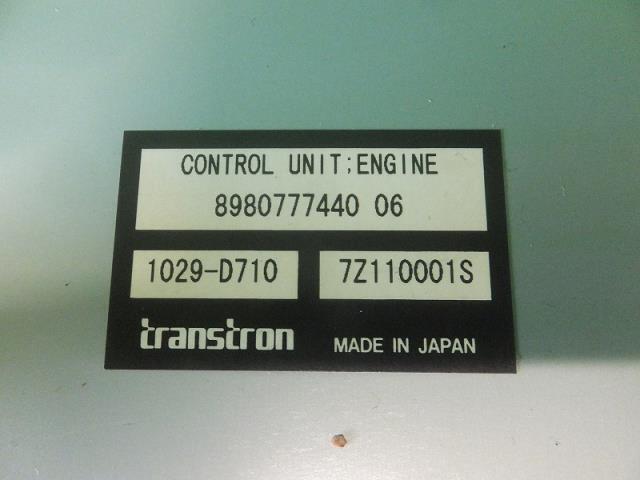 CONTROL UNIT;ENGINE
8980777440 06
1029-D710 7Z110001S
transtron MADE IN JAPAN